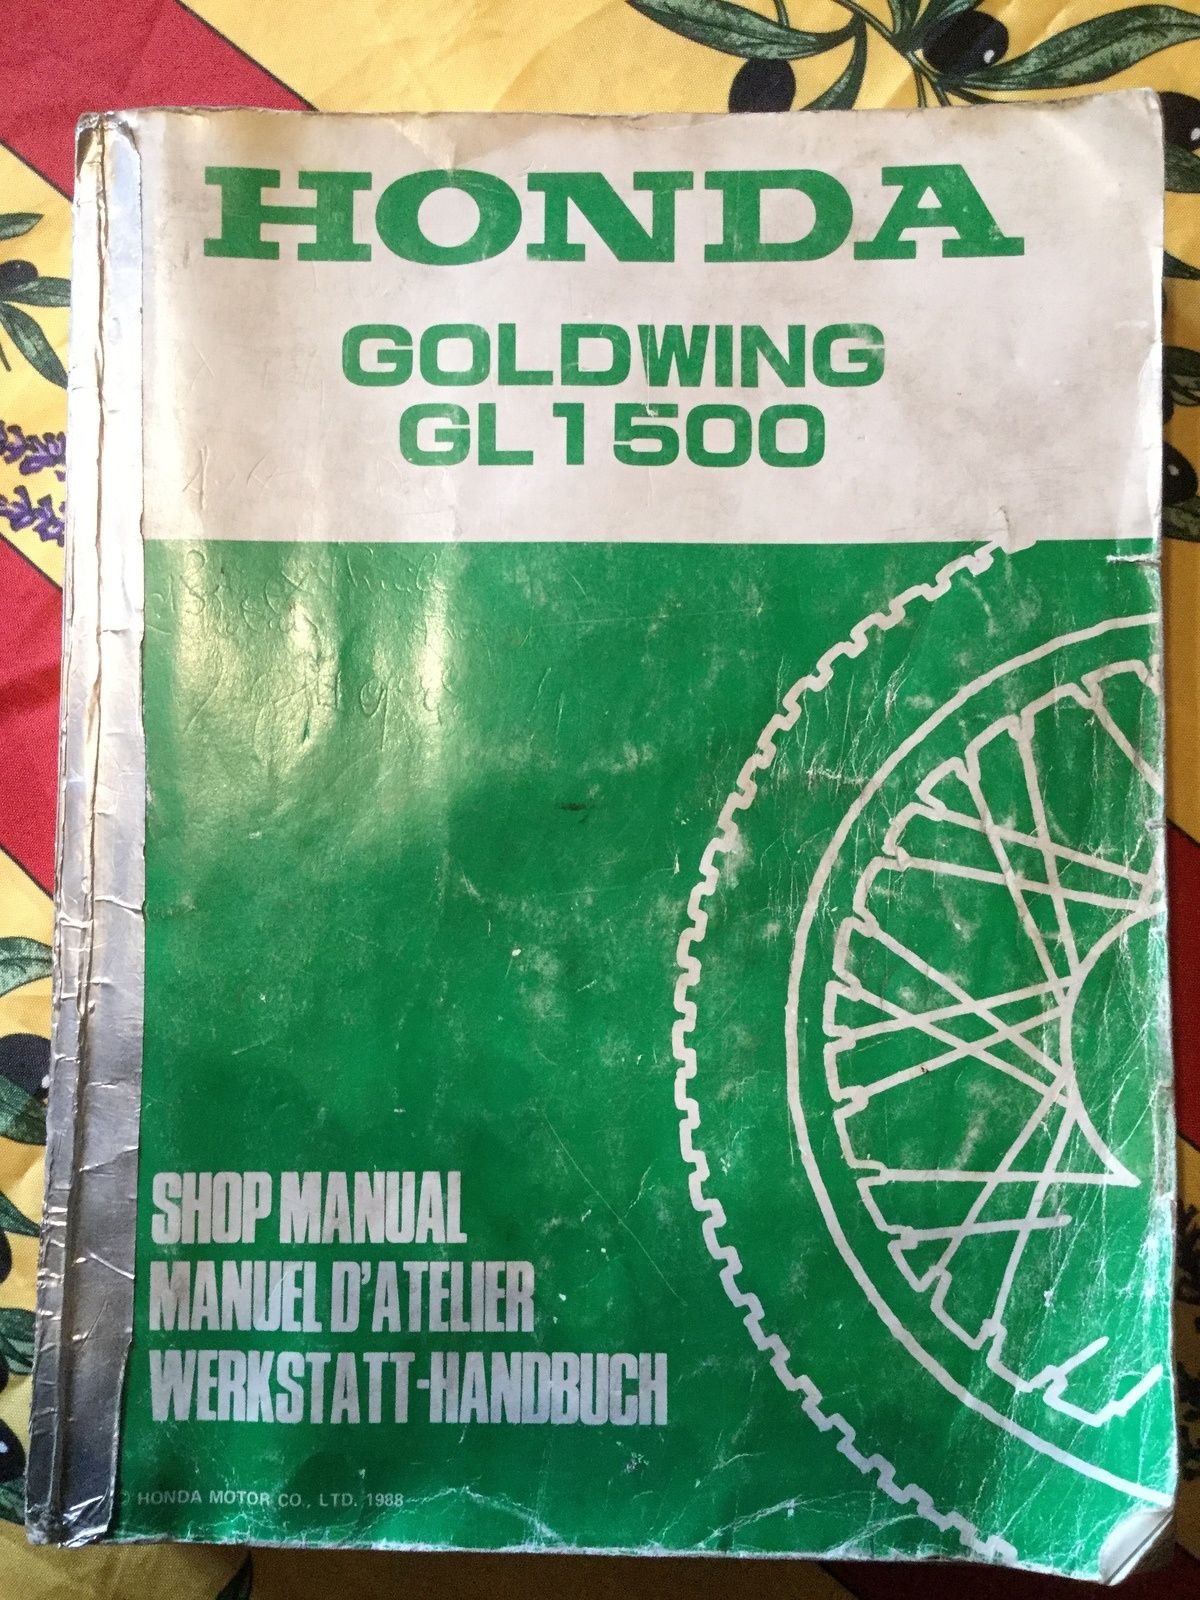 HONDA
GOLDWING
GL1500
SHOP MANUAL
MANUEL D'ATELIER
WERKSTATT-HANDBUCH
HONDA MOTOR CO., LTD. 1988